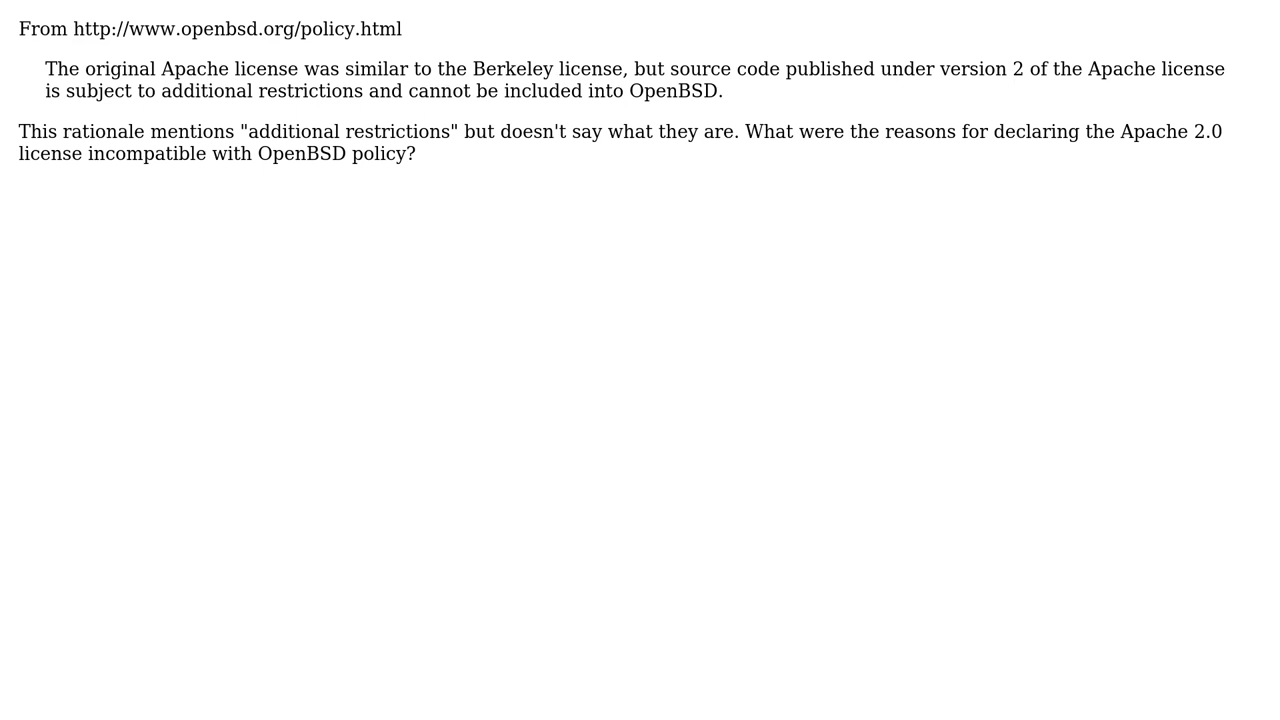 From http://www.openbsd.org/policy.html
The original Apache license was similar to the Berkeley license, but source code published under version 2 of the Apache license
is subject to additional restrictions and cannot be included into OpenBSD.
This rationale mentions "additional restrictions" but doesn't say what they are. What were the reasons for declaring the Apache 2.0
license incompatible with OpenBSD policy?